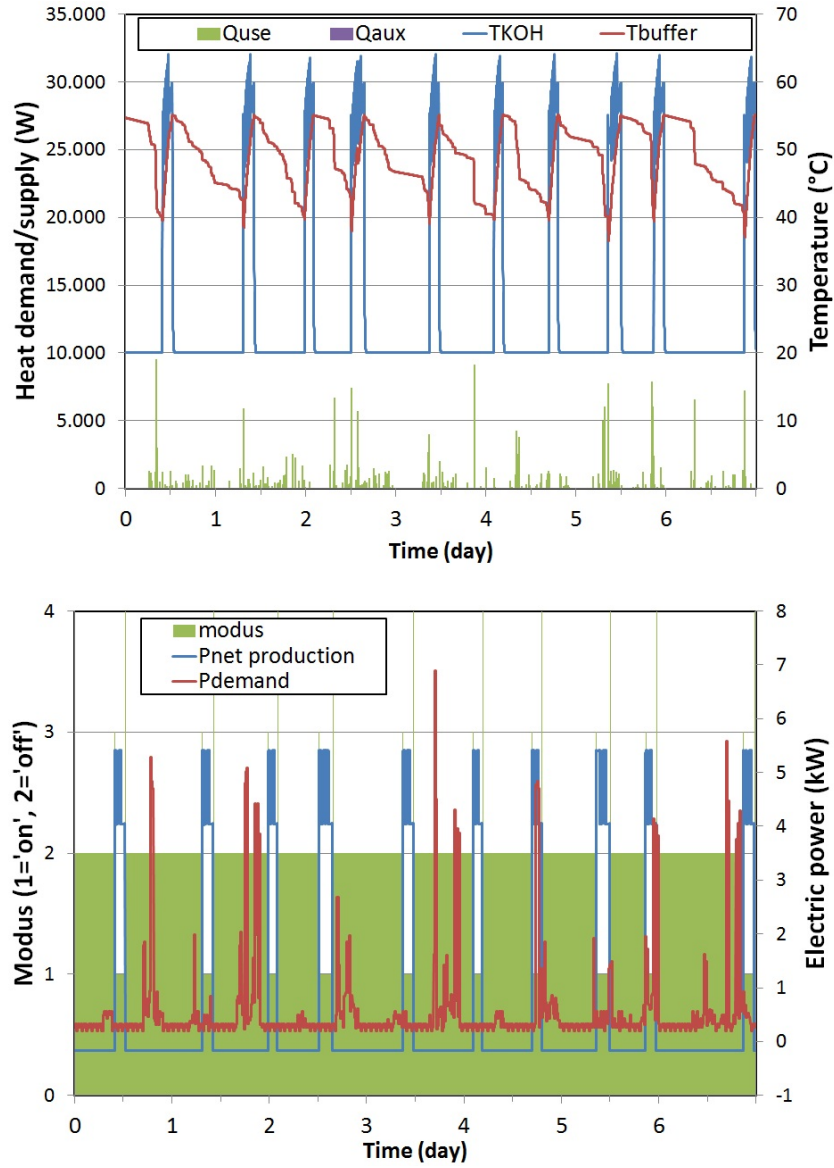 35.000
30.000
25.000
20.000
15.000
10.000
5.000
0
Heat demand/supply (W)
Quse Qaux TKOH Tbuffer
70
60
50
40
30
20
10
0
Temperature (°C)
0 1 2 3 4 5 6
Time (day)
4
3
2
1
0
Modus (1='on', 2='off')
modus
Pnet production
Pdemand
8
7
6
5
4
3
2
1
0
-1
Electric power (kW)
0 1 2 3 4 5 6
Time (day)